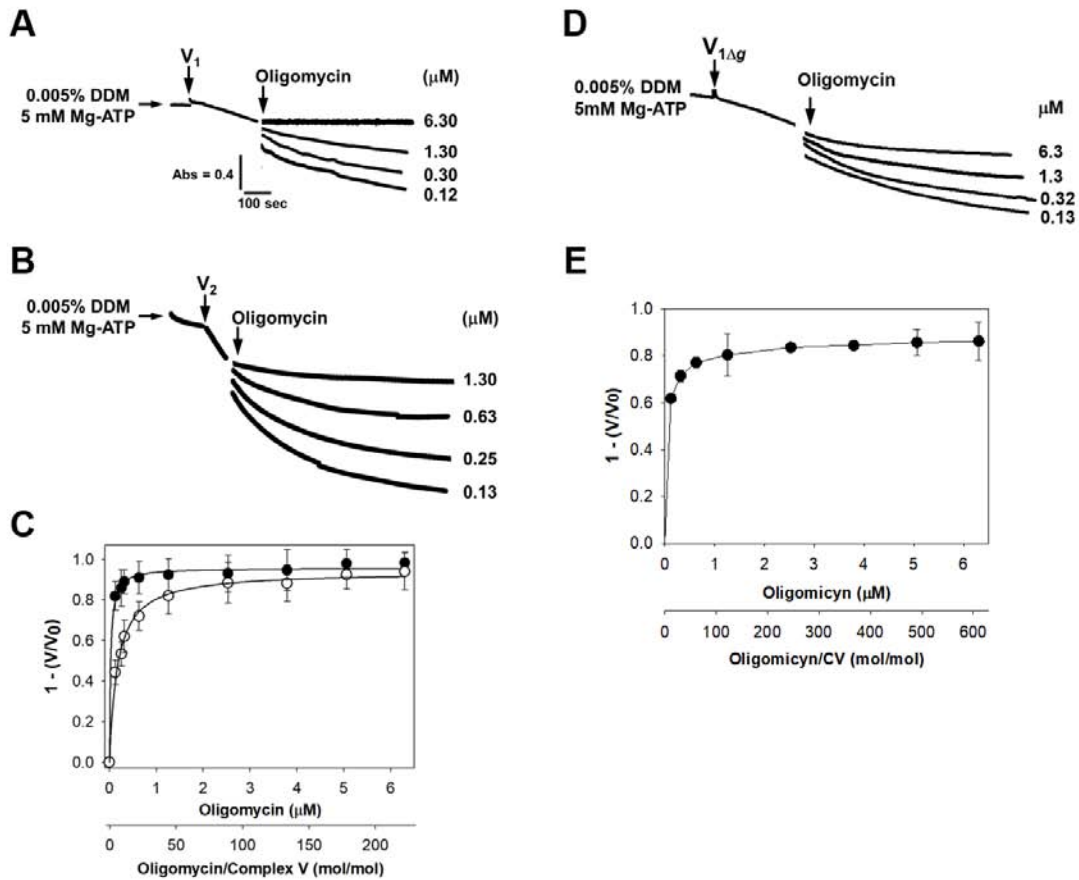 A
V1
Oligomycin
(μM)
0.005% DDM
5 mM Mg-ATP
6.30
1.30
0.30
0.12
Abs = 0.4
100 sec
B
V2
Oligomycin
(μM)
0.005% DDM
5 mM Mg-ATP
1.30
0.63
0.25
0.13
C
1.0
0.8
0.6
0.4
0.2
0.0
1 - (V/V0)
0 1 2 3 4 5 6
Oligomycin (μM)
0 50 100 150 200
Oligomycin/Complex V (mol/mol)
D
V1Δg
Oligomycin
μM
0.005% DDM
5mM Mg-ATP
6.3
1.3
0.32
0.13
E
1.0
0.8
0.6
0.4
0.2
0.0
1 - (V/V0)
0 1 2 3 4 5 6
Oligomicyn (μM)
0 100 200 300 400 500 600
Oligomicyn/CV (mol/mol)